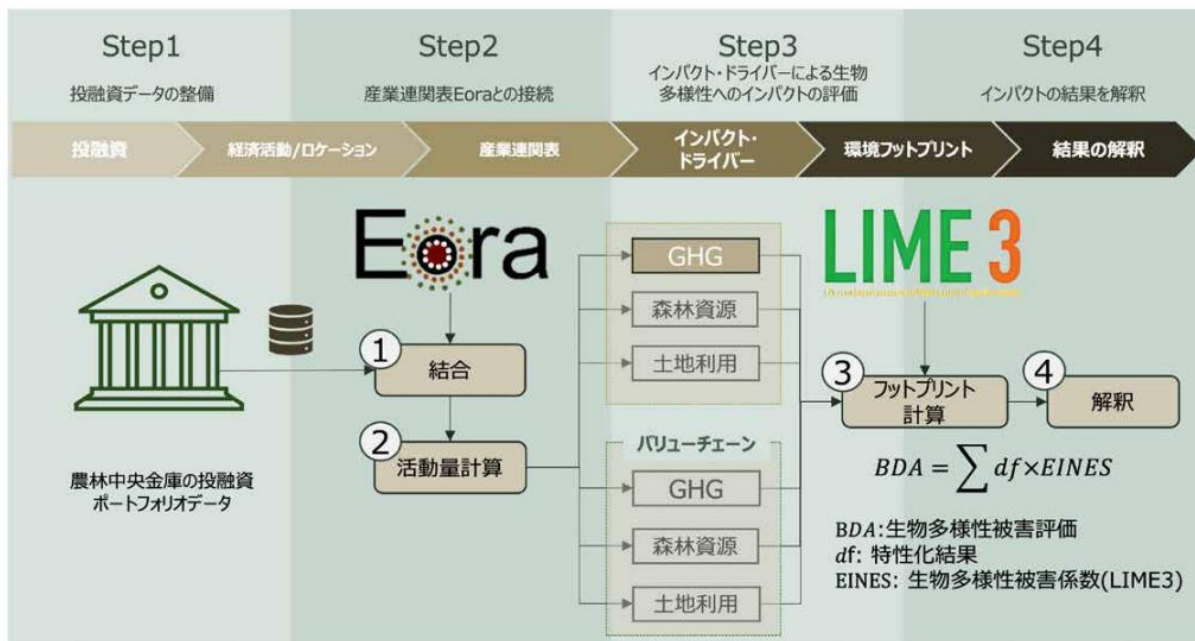 Step1
投融資データの整備
Step2
産業連関表Eoraとの接続
Step3
インパクト・ドライバーによる生物
多様性へのインパクトの評価
Step4
インパクトの結果を解釈
投融資
経済活動/ロケーション
産業連関表
インパクト・
ドライバー
環境フットプリント
結果の解釈
Eora
LIME 3
GHG
森林資源
土地利用
1
結合
2
活動量計算
3
フットプリント
計算
4
解釈
バリューチェーン
GHG
森林資源
土地利用
農林中央金庫の投融資
ポートフォリオデータ
BDA = ∑ df×EINES
BDA:生物多様性被害評価
df: 特性化結果
EINES: 生物多様性被害係数(LIME3)